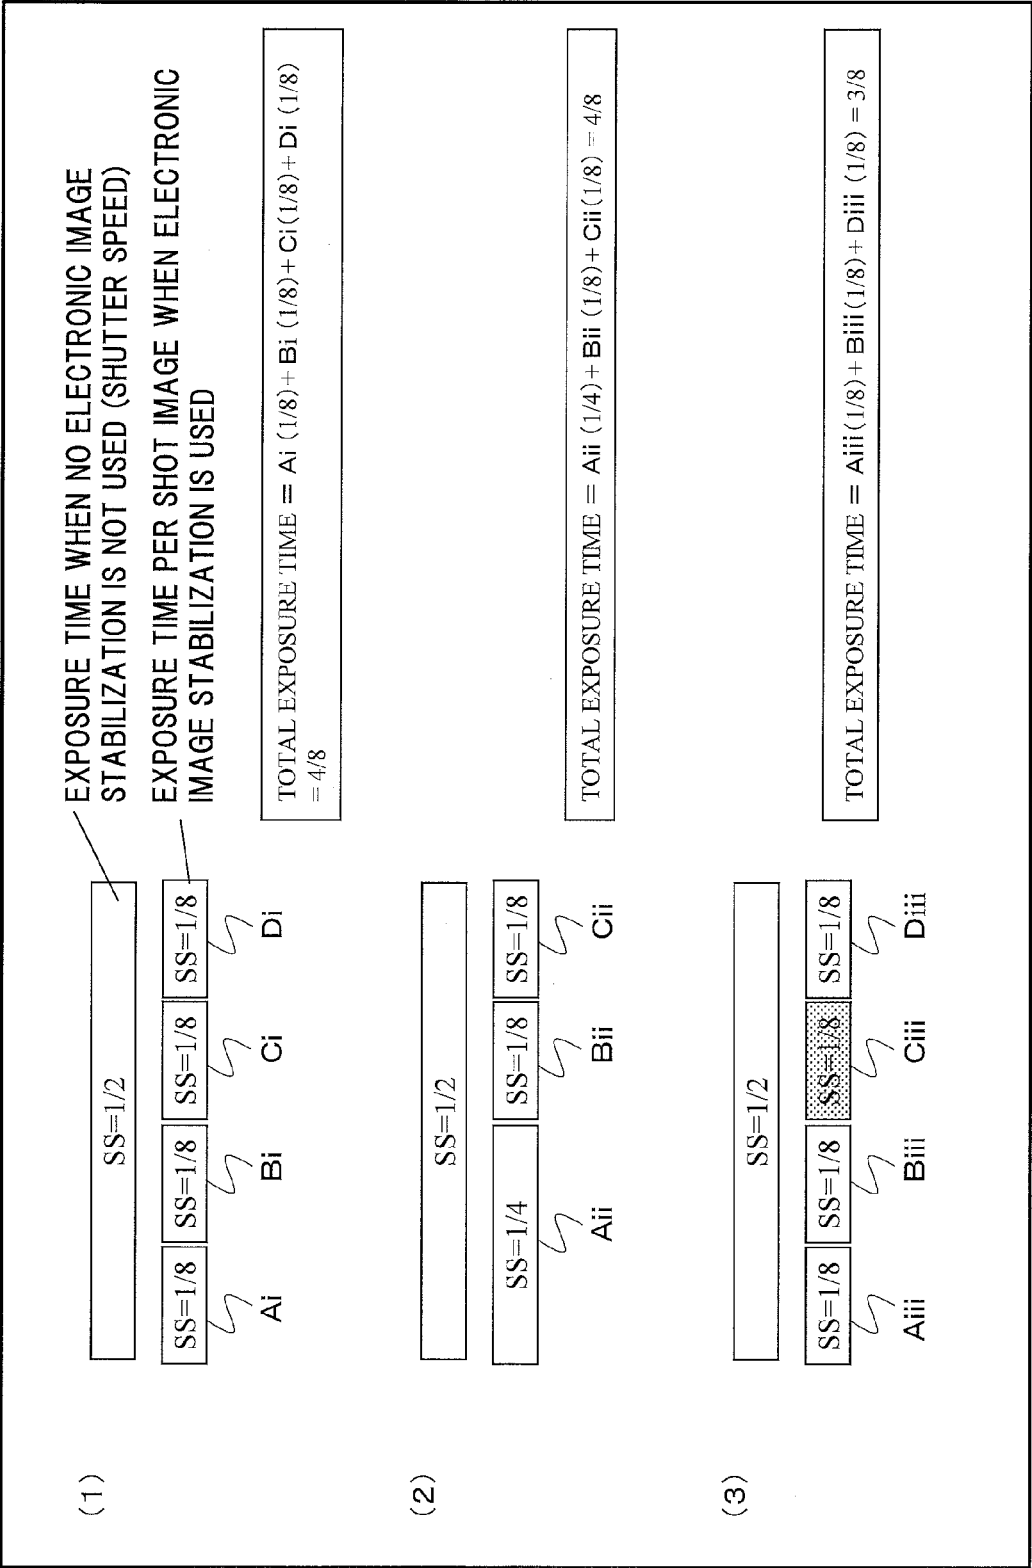 (1)
EXPOSURE TIME WHEN NO ELECTRONIC IMAGE
STABILIZATION IS NOT USED (SHUTTER SPEED)
EXPOSURE TIME PER SHOT IMAGE WHEN ELECTRONIC
IMAGE STABILIZATION IS USED
SS=1/2
SS=1/8 SS=1/8 SS=1/8 SS=1/8
Ai Bi Ci Di
TOTAL EXPOSURE TIME = Ai (1/8)+ Bi (1/8)+ Ci(1/8)+ Di (1/8)
=4/8
(2)
SS=1/2
SS=1/4 SS=1/8 SS=1/8
Aii Bii Cii
TOTAL EXPOSURE TIME = Aii (1/4)+ Bii (1/8)+ Cii(1/8) = 4/8
(3)
SS=1/2
SS=1/8 SS=1/8 SS=1/8 SS=1/8
Aiii Biii Ciii Diii
TOTAL EXPOSURE TIME = Aiii(1/8)+ Biii(1/8)+ Diii (1/8) = 3/8